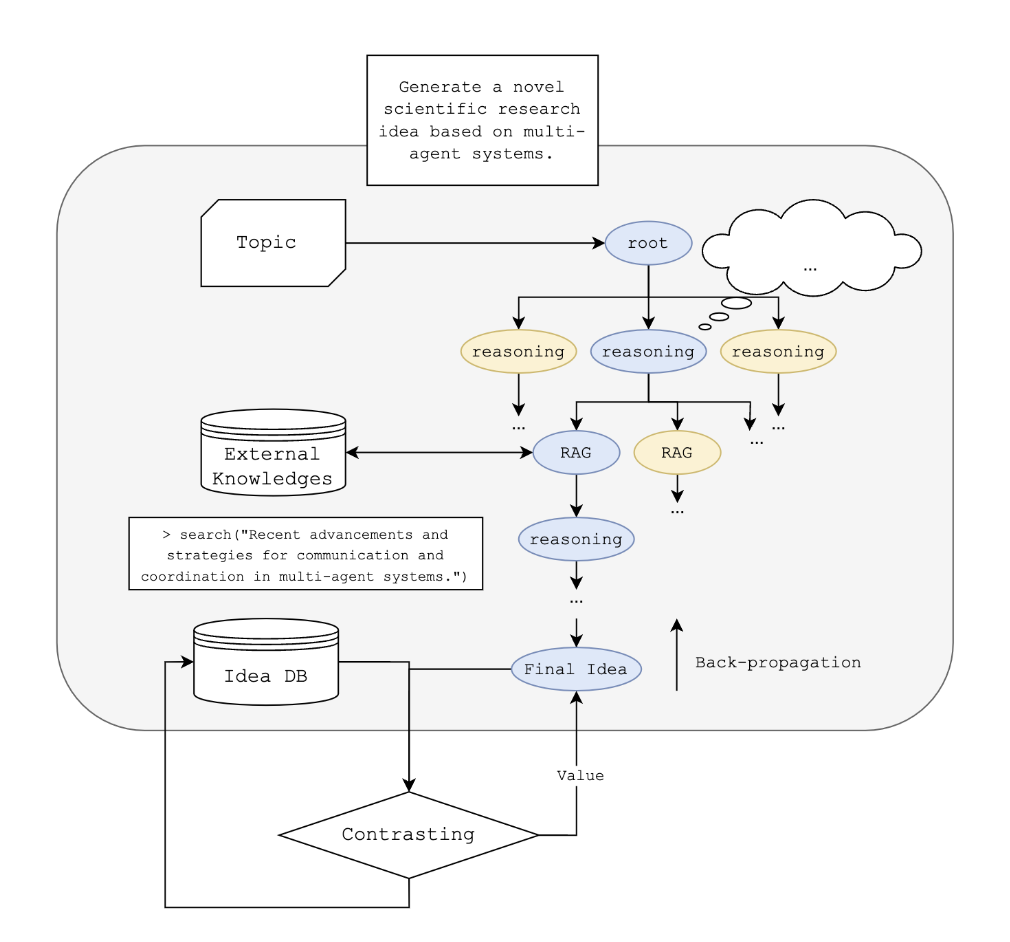 Generate a novel
scientific research
idea based on multi-
agent systems.
Topic
root
...
reasoning
reasoning
reasoning
...
...
...
External
Knowledges
RAG
RAG
...
> search("Recent advancements and
strategies for communication and
coordination in multi-agent systems.")
reasoning
...
Idea DB
Final Idea
Back-propagation
Value
Contrasting